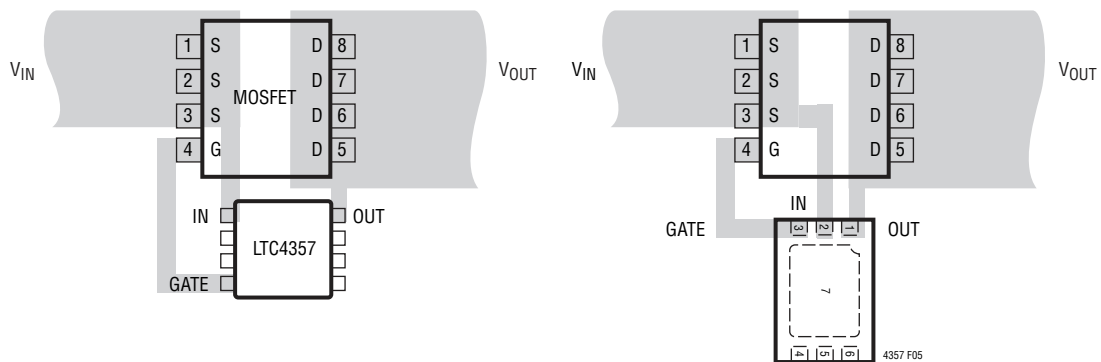 1 S D 8
2 S D 7
MOSFET
3 S D 6
4 G D 5
VIN
VOUT
IN
OUT
LTC4357
GATE
1 S D 8
2 S D 7
3 S D 6
4 G D 5
VIN
VOUT
IN
GATE
OUT
3 2 1
7
4 5 6
4357 F05